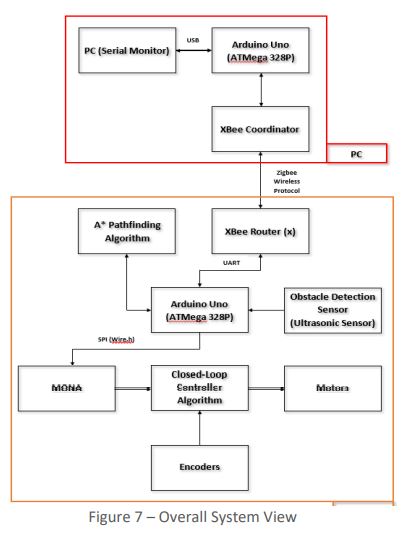 USB
PC (Serial Monitor)
Arduino Uno
(ATMega 328P)
XBee Coordinator
PC
Zigbee
Wireless
Protocol
A* Pathfinding
Algorithm
XBee Router (x)
UART
Arduino Uno
(ATMega 328P)
Obstacle Detection
Sensor
(Ultrasonic Sensor)
SPI (Wire.h)
MONA
Closed-Loop
Controller
Algorithm
Motora
Encoders
Figure 7 – Overall System View